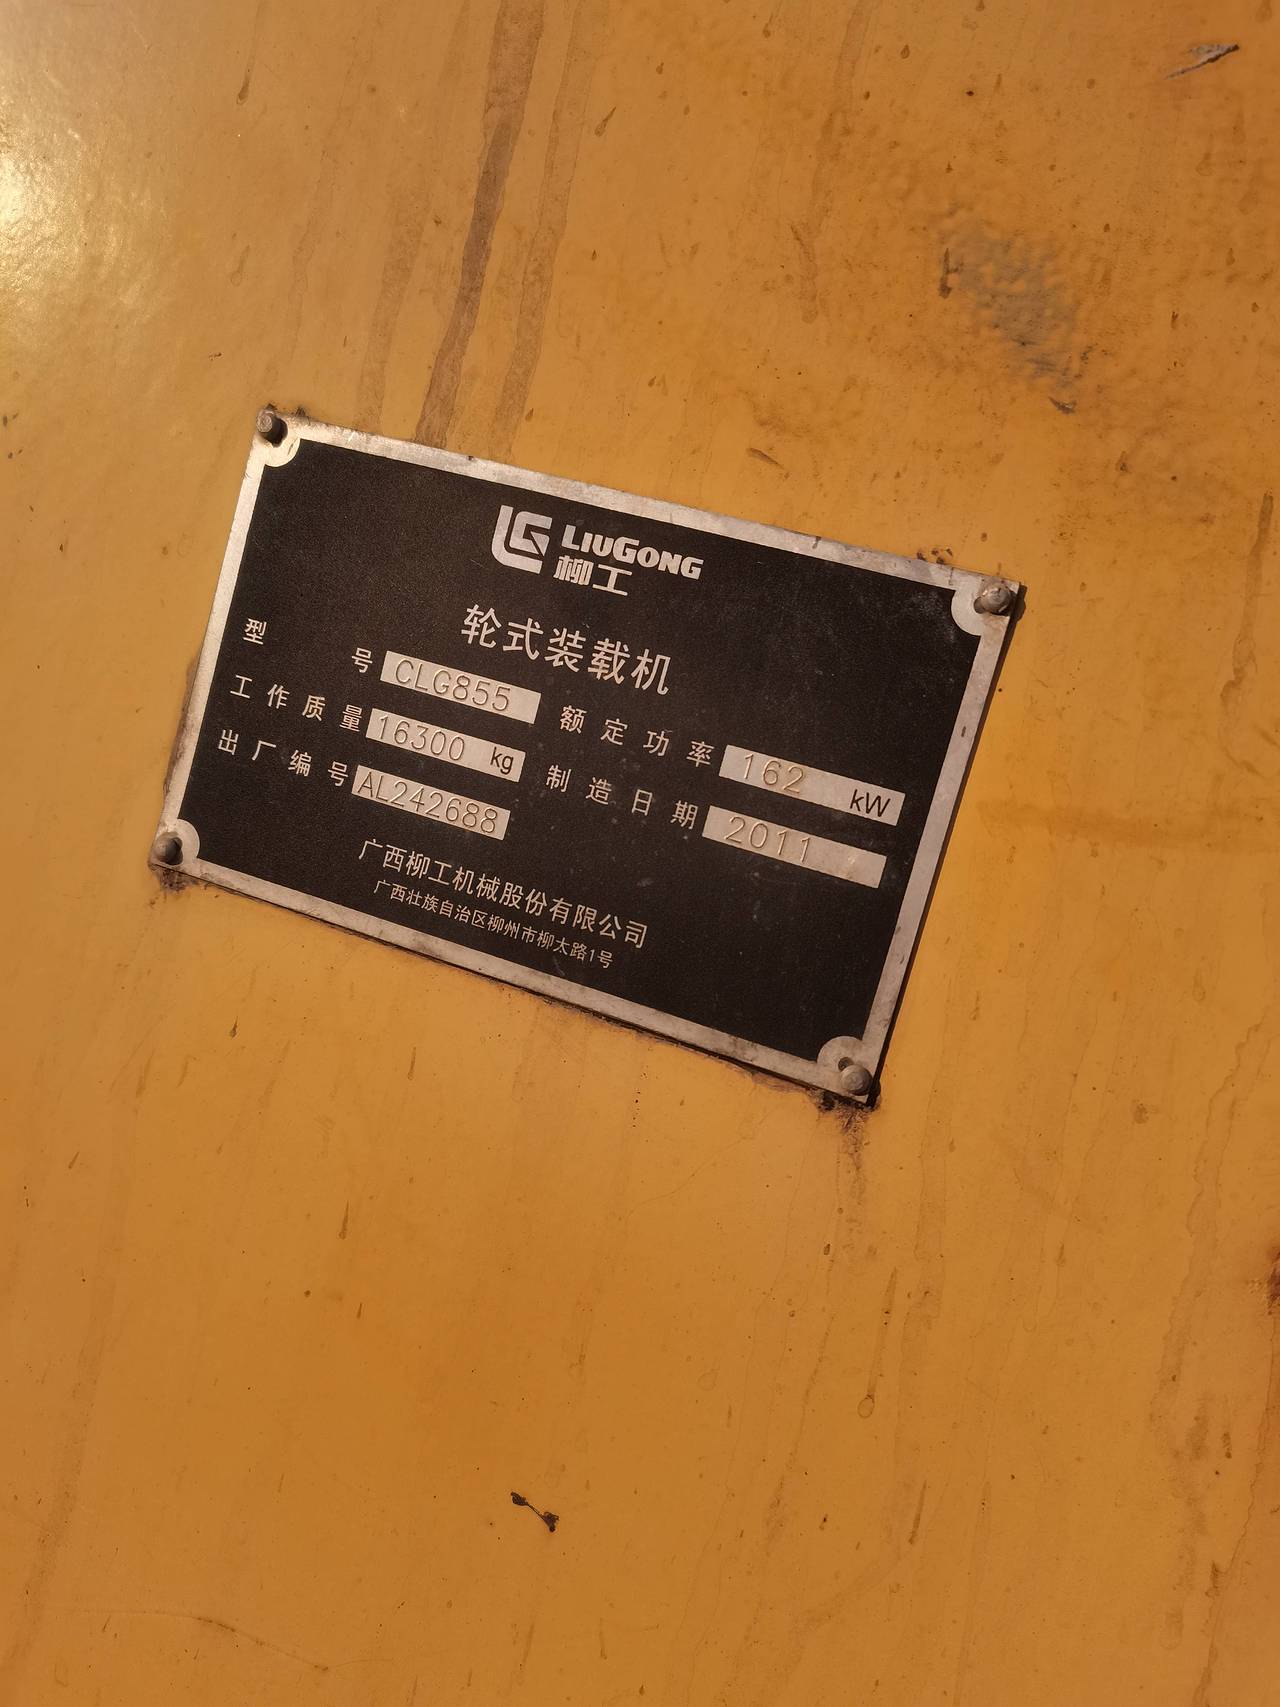 LIUGONG
柳工
轮式装载机
型号 CLG855 额定功率 162 kW
工作质量 16300 kg 制造日期 2011
出厂编号 AL242688
广西柳工机械股份有限公司
广西壮族自治区柳州市柳太路1号